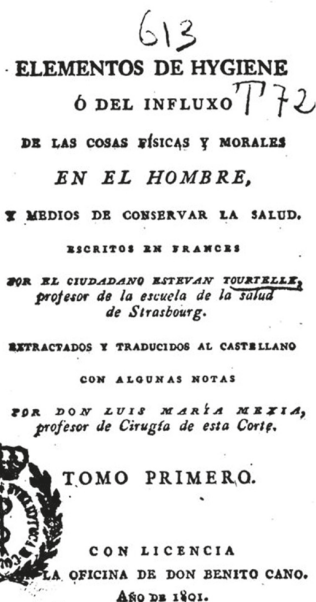 613
T72
ELEMENTOS DE HYGIENE
Ó DEL INFLUXO
DE LAS COSAS FÍSICAS Y MORALES
EN EL HOMBRE,
Y MEDIOS DE CONSERVAR LA SALUD.
ESCRITOS EN FRANCES
POR EL CIUDADANO ESTEVAN TOURTELLE,
profesor de la escuela de la salud
de Strasbourg.
EXTRACTADOS Y TRADUCIDOS AL CASTELLANO
CON ALGUNAS NOTAS
POR DON LUIS MARÍA MEXIA,
profesor de Cirugía de esta Corte.
TOMO PRIMERO.
CON LICENCIA
LA OFICINA DE DON BENITO CANO.
AÑO DE 1801.